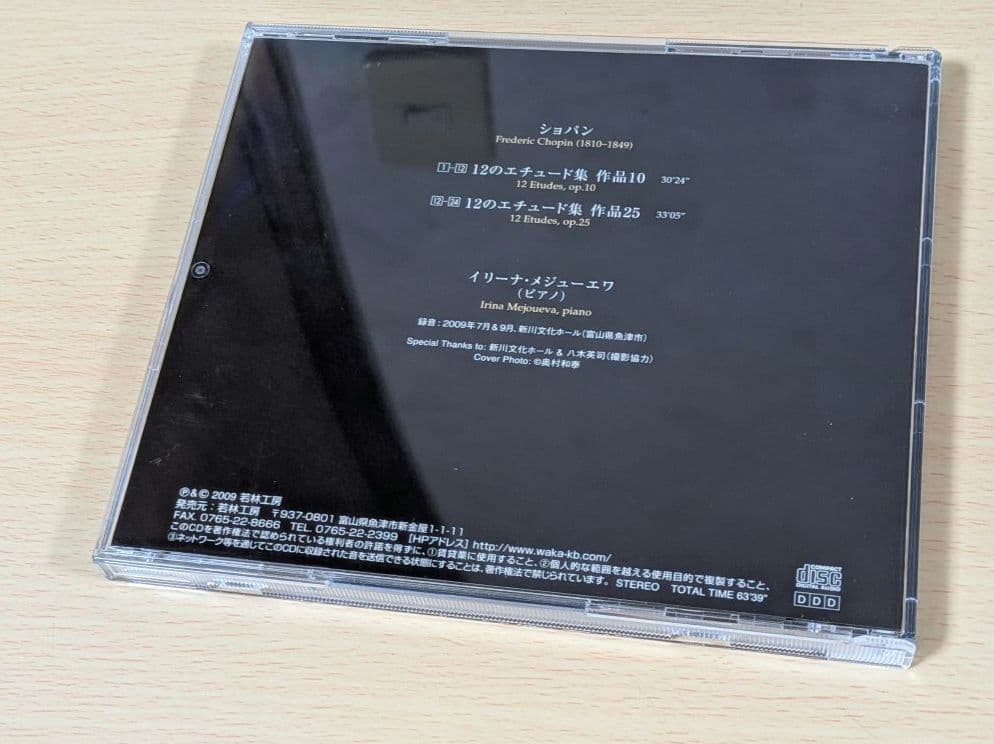 ショパン
Frederic Chopin (1810–1849)
1–12 12のエチュード集 作品10 30'24"
12 Etudes, op.10
12–24 12のエチュード集 作品25 33'05"
12 Etudes, op.25
イリーナ・メジューエワ
(ピアノ)
Irina Mejoueva, piano
録音:2009年7月&9月、新川文化ホール(富山県魚津市)
Special Thanks to: 新川文化ホール & 八木英司(撮影協力)
Cover Photo: ©奥村和泰
Ⓟ&© 2009 若林工房
発売元:若林工房 〒937-0801 富山県魚津市新金屋1-1-11
FAX. 0765-22-8666 TEL. 0765-22-2399 [HPアドレス] http://www.waka-kb.com/
このCDを著作権法で認められている権利者の許諾を得ずに、①賃貸業に使用すること、②個人的な範囲を越える使用目的で複製すること、
③ネットワーク等を通じてこのCDに収録された音を送信できる状態にすることは、著作権法で禁じられています。 STEREO TOTAL TIME 63'39"
COMPACT
disc
DIGITAL AUDIO
DDD